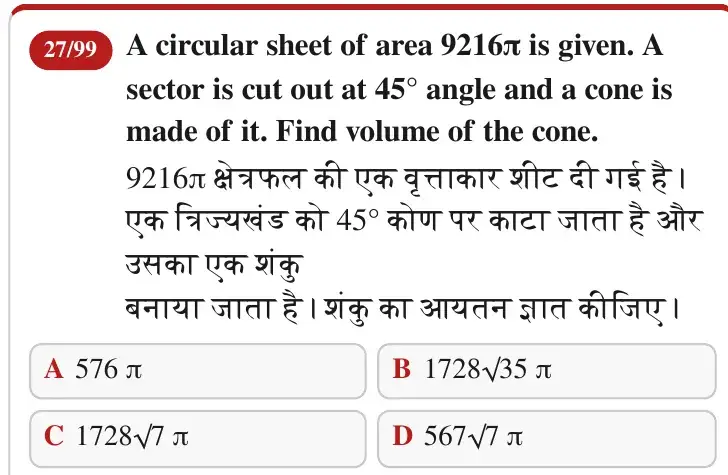 27/99 A circular sheet of area 9216π is given. A
sector is cut out at 45° angle and a cone is
made of it. Find volume of the cone.
9216π क्षेत्रफल की एक वृत्ताकार शीट दी गई है।
एक त्रिज्यखंड को 45° कोण पर काटा जाता है और
उसका एक शंकु
बनाया जाता है। शंकु का आयतन ज्ञात कीजिए।
A 576 π
B 1728√35 π
C 1728√7 π
D 567√7 π